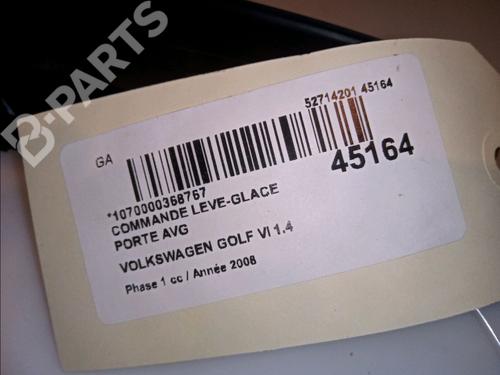 B-PARTS
GA
52714201 45164
*1070000368767
45164
COMMANDE LEVE-GLACE
PORTE AVG
VOLKSWAGEN GOLF VI 1.4
Phase 1 cc / Année 2008